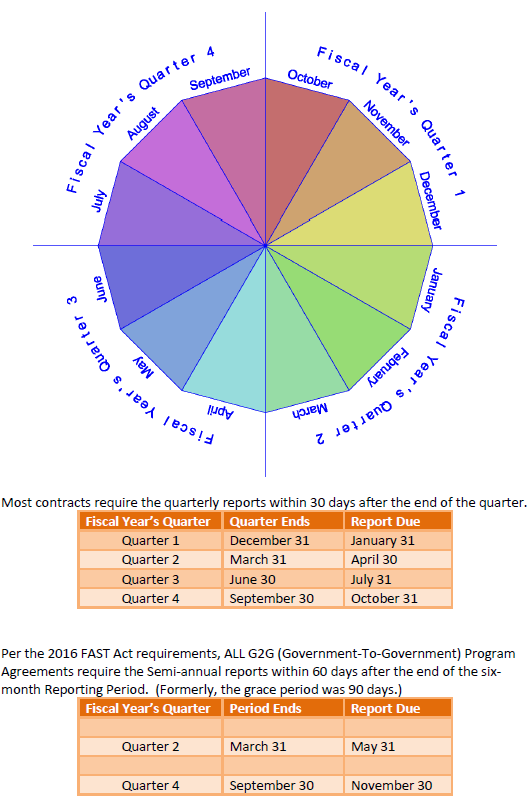 Fiscal Year's Quarter 4
Fiscal Year's Quarter 1
September
October
August
November
July
December
June
January
May
February
April
March
Fiscal Year's Quarter 3
Fiscal Year's Quarter 2
Most contracts require the quarterly reports within 30 days after the end of the quarter.
Fiscal Year's Quarter Quarter Ends Report Due
Quarter 1 December 31 January 31
Quarter 2 March 31 April 30
Quarter 3 June 30 July 31
Quarter 4 September 30 October 31
Per the 2016 FAST Act requirements, ALL G2G (Government-To-Government) Program
Agreements require the Semi-annual reports within 60 days after the end of the six-
month Reporting Period. (Formerly, the grace period was 90 days.)
Fiscal Year's Quarter Period Ends Report Due
Quarter 2 March 31 May 31
Quarter 4 September 30 November 30